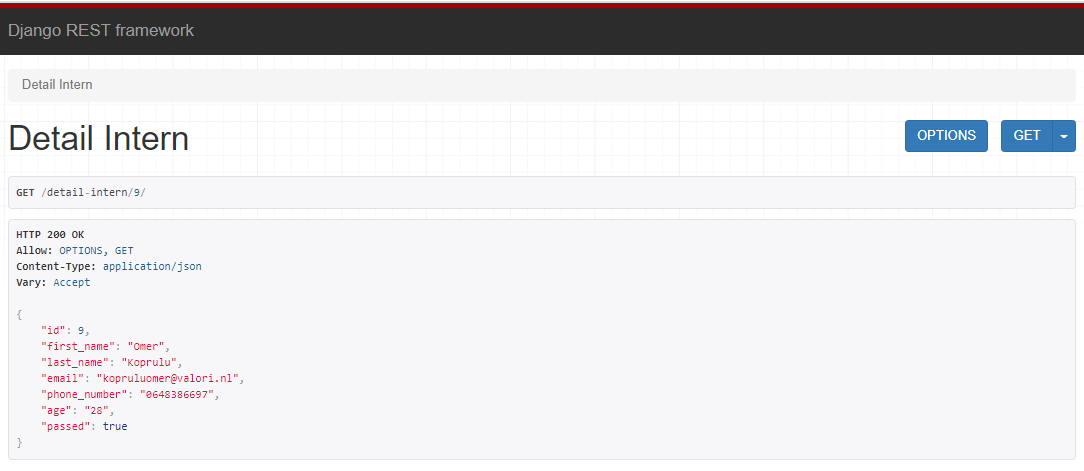 Django REST framework
Detail Intern
Detail Intern
OPTIONS
GET
GET /detail-intern/9/
HTTP 200 OK
Allow: OPTIONS, GET
Content-Type: application/json
Vary: Accept
{
    "id": 9,
    "first_name": "Omer",
    "last_name": "Koprulu",
    "email": "kopruluomer@valori.nl",
    "phone_number": "0648386697",
    "age": "28",
    "passed": true
}